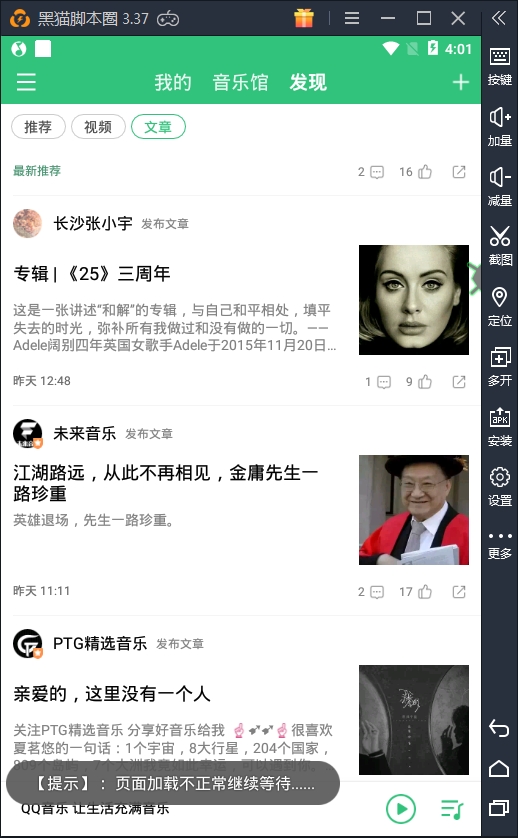 黑猫脚本圈 3.37
4:01
按键
我的 音乐馆 发现
推荐 视频 文章
加量
最新推荐 2 16
减量
长沙张小宇 发布文章
截图
专辑 | 《25》三周年
这是一张讲述“和解”的专辑，与自己和平相处，填平
失去的时光，弥补所有我做过和没有做的一切。——
Adele阔别四年英国女歌手Adele于2015年11月20日...
定位
昨天 12:48 1 9
多开
未来音乐 发布文章
安装
江湖路远，从此不再相见，金庸先生一
路珍重
英雄退场，先生一路珍重。
APK
设置
更多
昨天 11:11 2 17
PTG精选音乐 发布文章
亲爱的，这里没有一个人
关注PTG精选音乐 分享好音乐给我 ☝➶➶☝很喜欢
夏茗悠的一句话：1个宇宙，8大行星，204个国家，
【提示】 ：页面加载不正常继续等待......
QQ音乐 让生活充满音乐